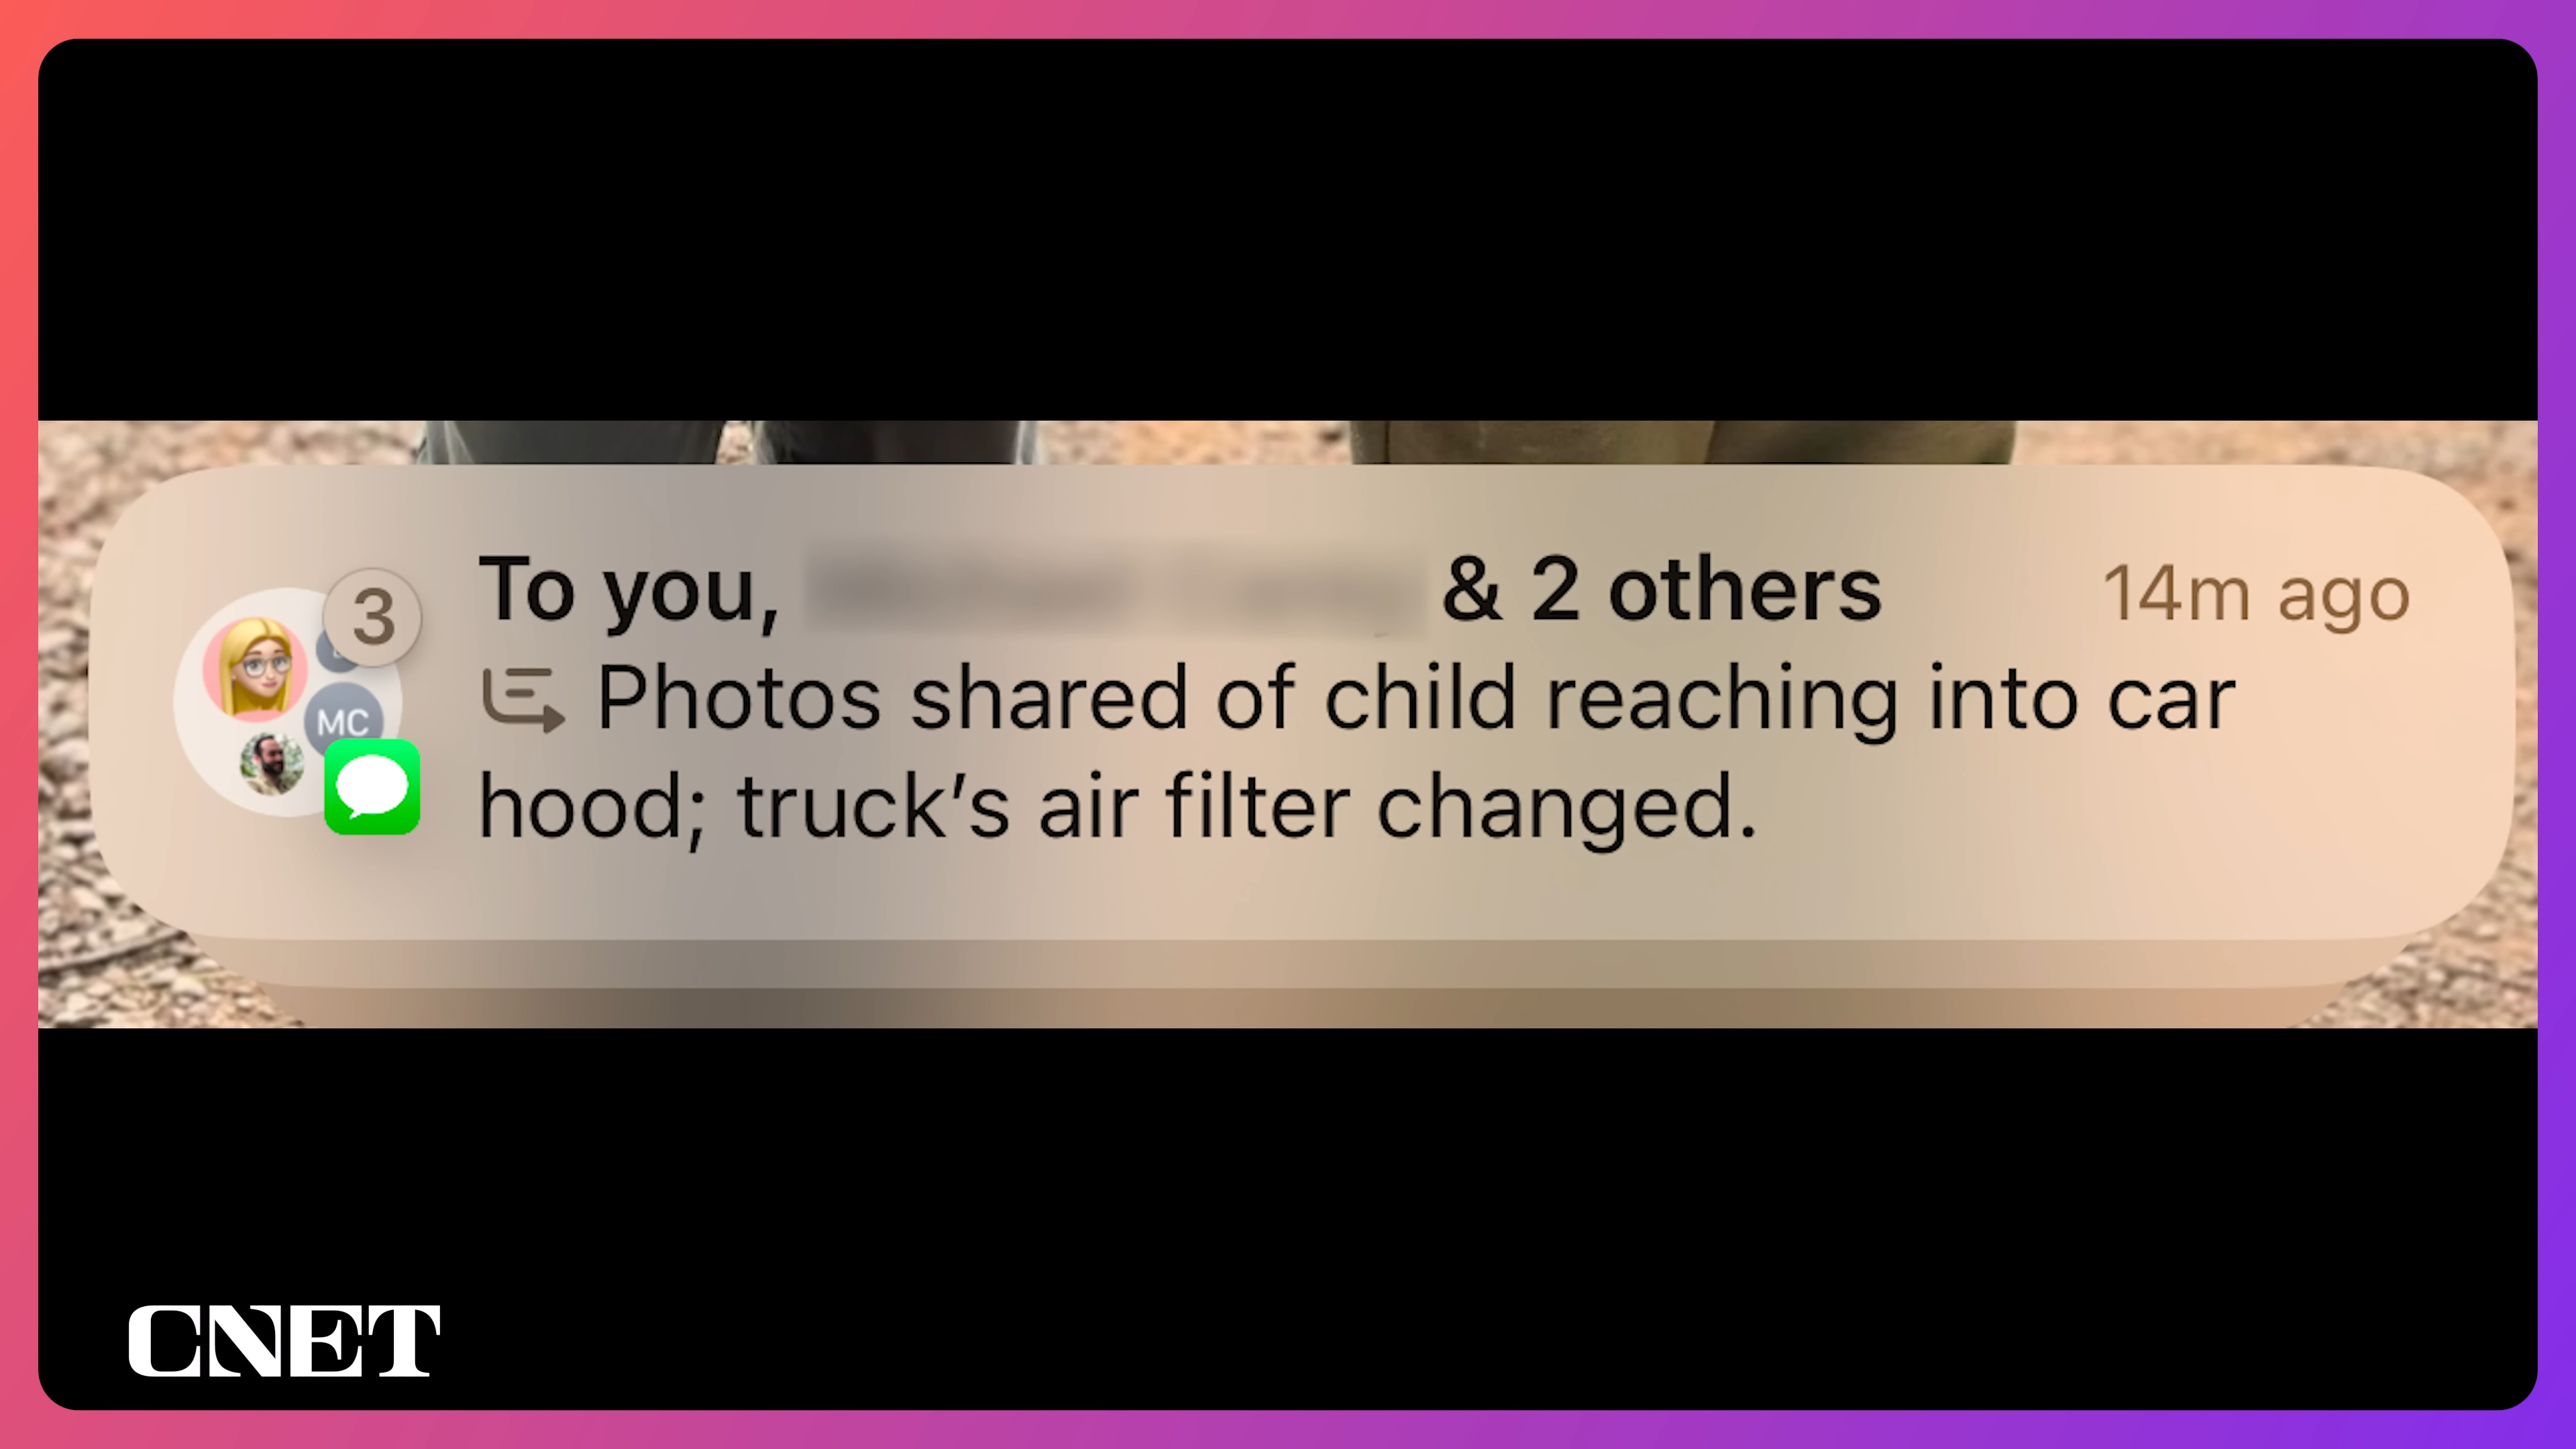 3
To you, & 2 others
14m ago
MC
Photos shared of child reaching into car
hood; truck’s air filter changed.
CNET